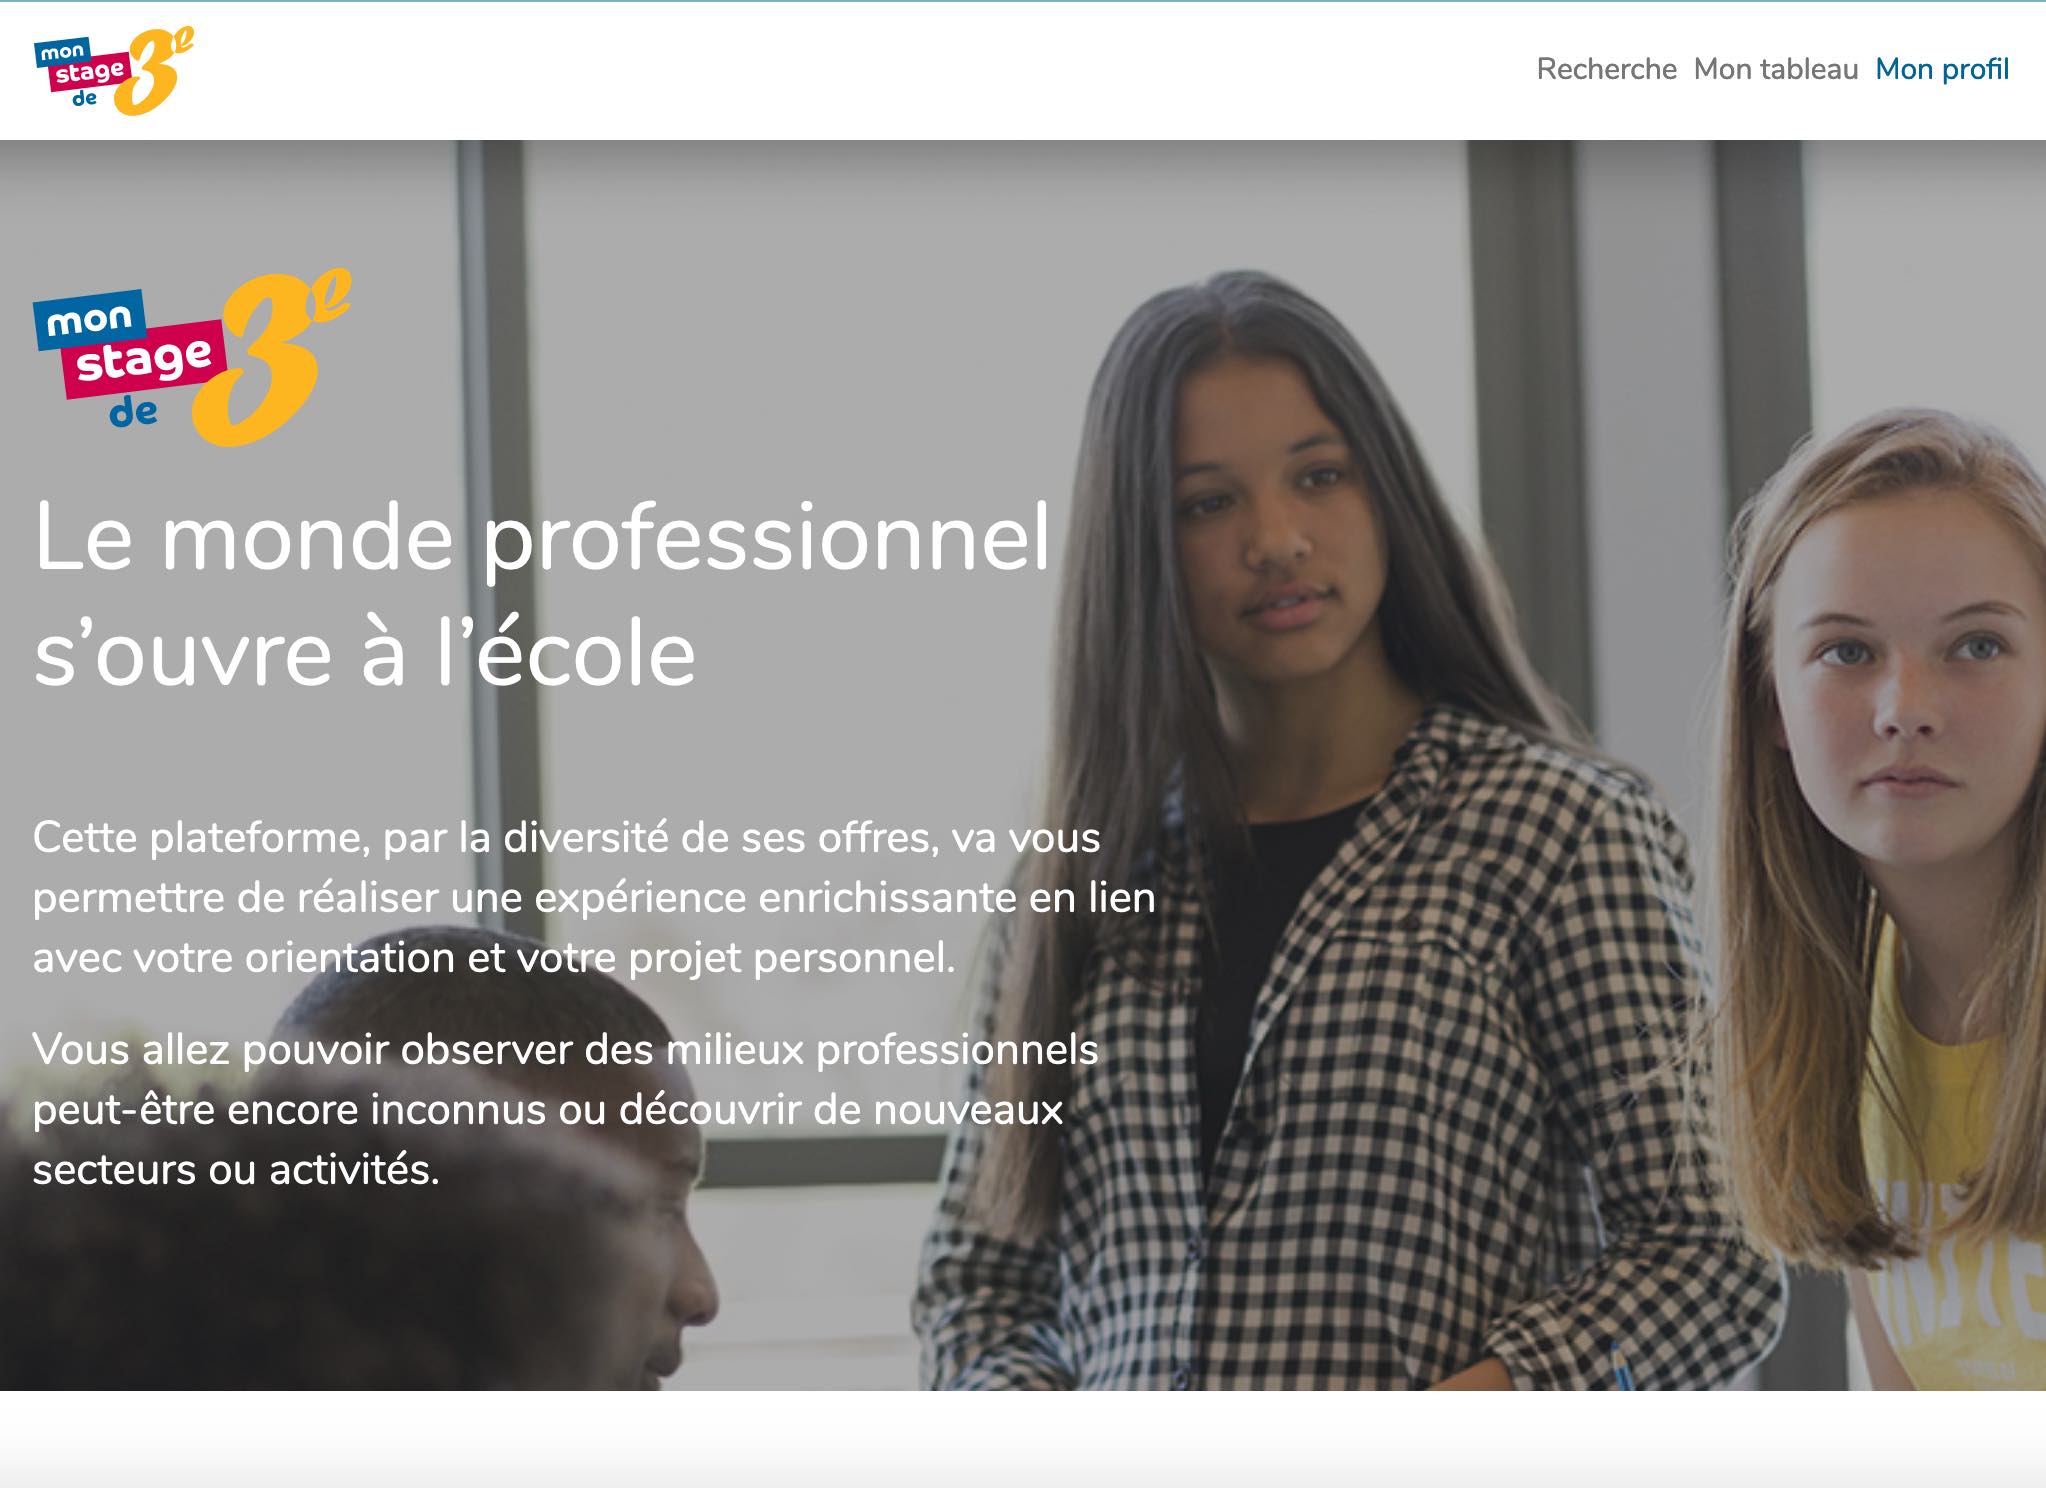 mon
stage
de 3e
Recherche Mon tableau Mon profil
mon
stage
de 3e
Le monde professionnel
s’ouvre à l’école
Cette plateforme, par la diversité de ses offres, va vous
permettre de réaliser une expérience enrichissante en lien
avec votre orientation et votre projet personnel.
Vous allez pouvoir observer des milieux professionnels
peut-être encore inconnus ou découvrir de nouveaux
secteurs ou activités.